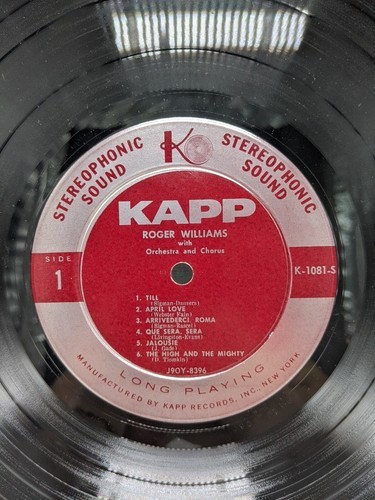 STEREOPHONIC SOUND
K
STEREOPHONIC SOUND
KAPP
ROGER WILLIAMS
with
Orchestra and Chorus
SIDE
1
K-1081-S
1. TILL
(Sigman-Danvers)
2. APRIL LOVE
(Webster Fain)
3. ARRIVEDERCI, ROMA
(Sigman-Rascel)
4. QUE SERA, SERA
(Livingston-Evans)
5. JALOUSIE
(J. Gade)
6. THE HIGH AND THE MIGHTY
(D. Tiomkin)
J9OY-8396
LONG PLAYING
MANUFACTURED BY KAPP RECORDS, INC. NEW YORK